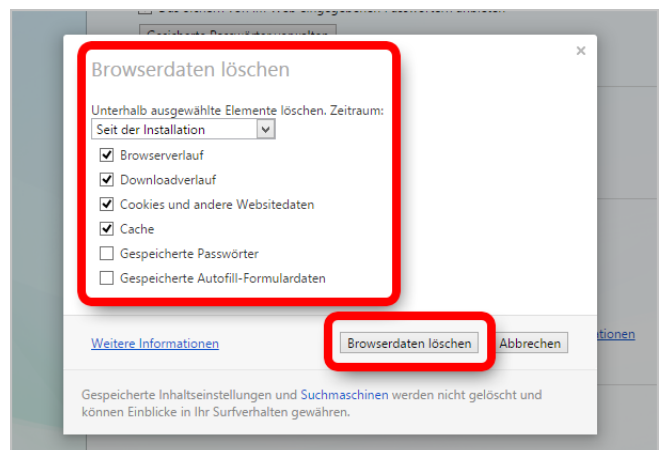 Browserdaten löschen
Unterhalb ausgewählte Elemente löschen. Zeitraum:
Seit der Installation
Browserverlauf
Downloadverlauf
Cookies und andere Websitedaten
Cache
Gespeicherte Passwörter
Gespeicherte Autofill-Formulardaten
Weitere Informationen Browserdaten löschen Abbrechen
Gespeicherte Inhaltseinstellungen und Suchmaschinen werden nicht gelöscht und
können Einblicke in Ihr Surfverhalten gewähren.